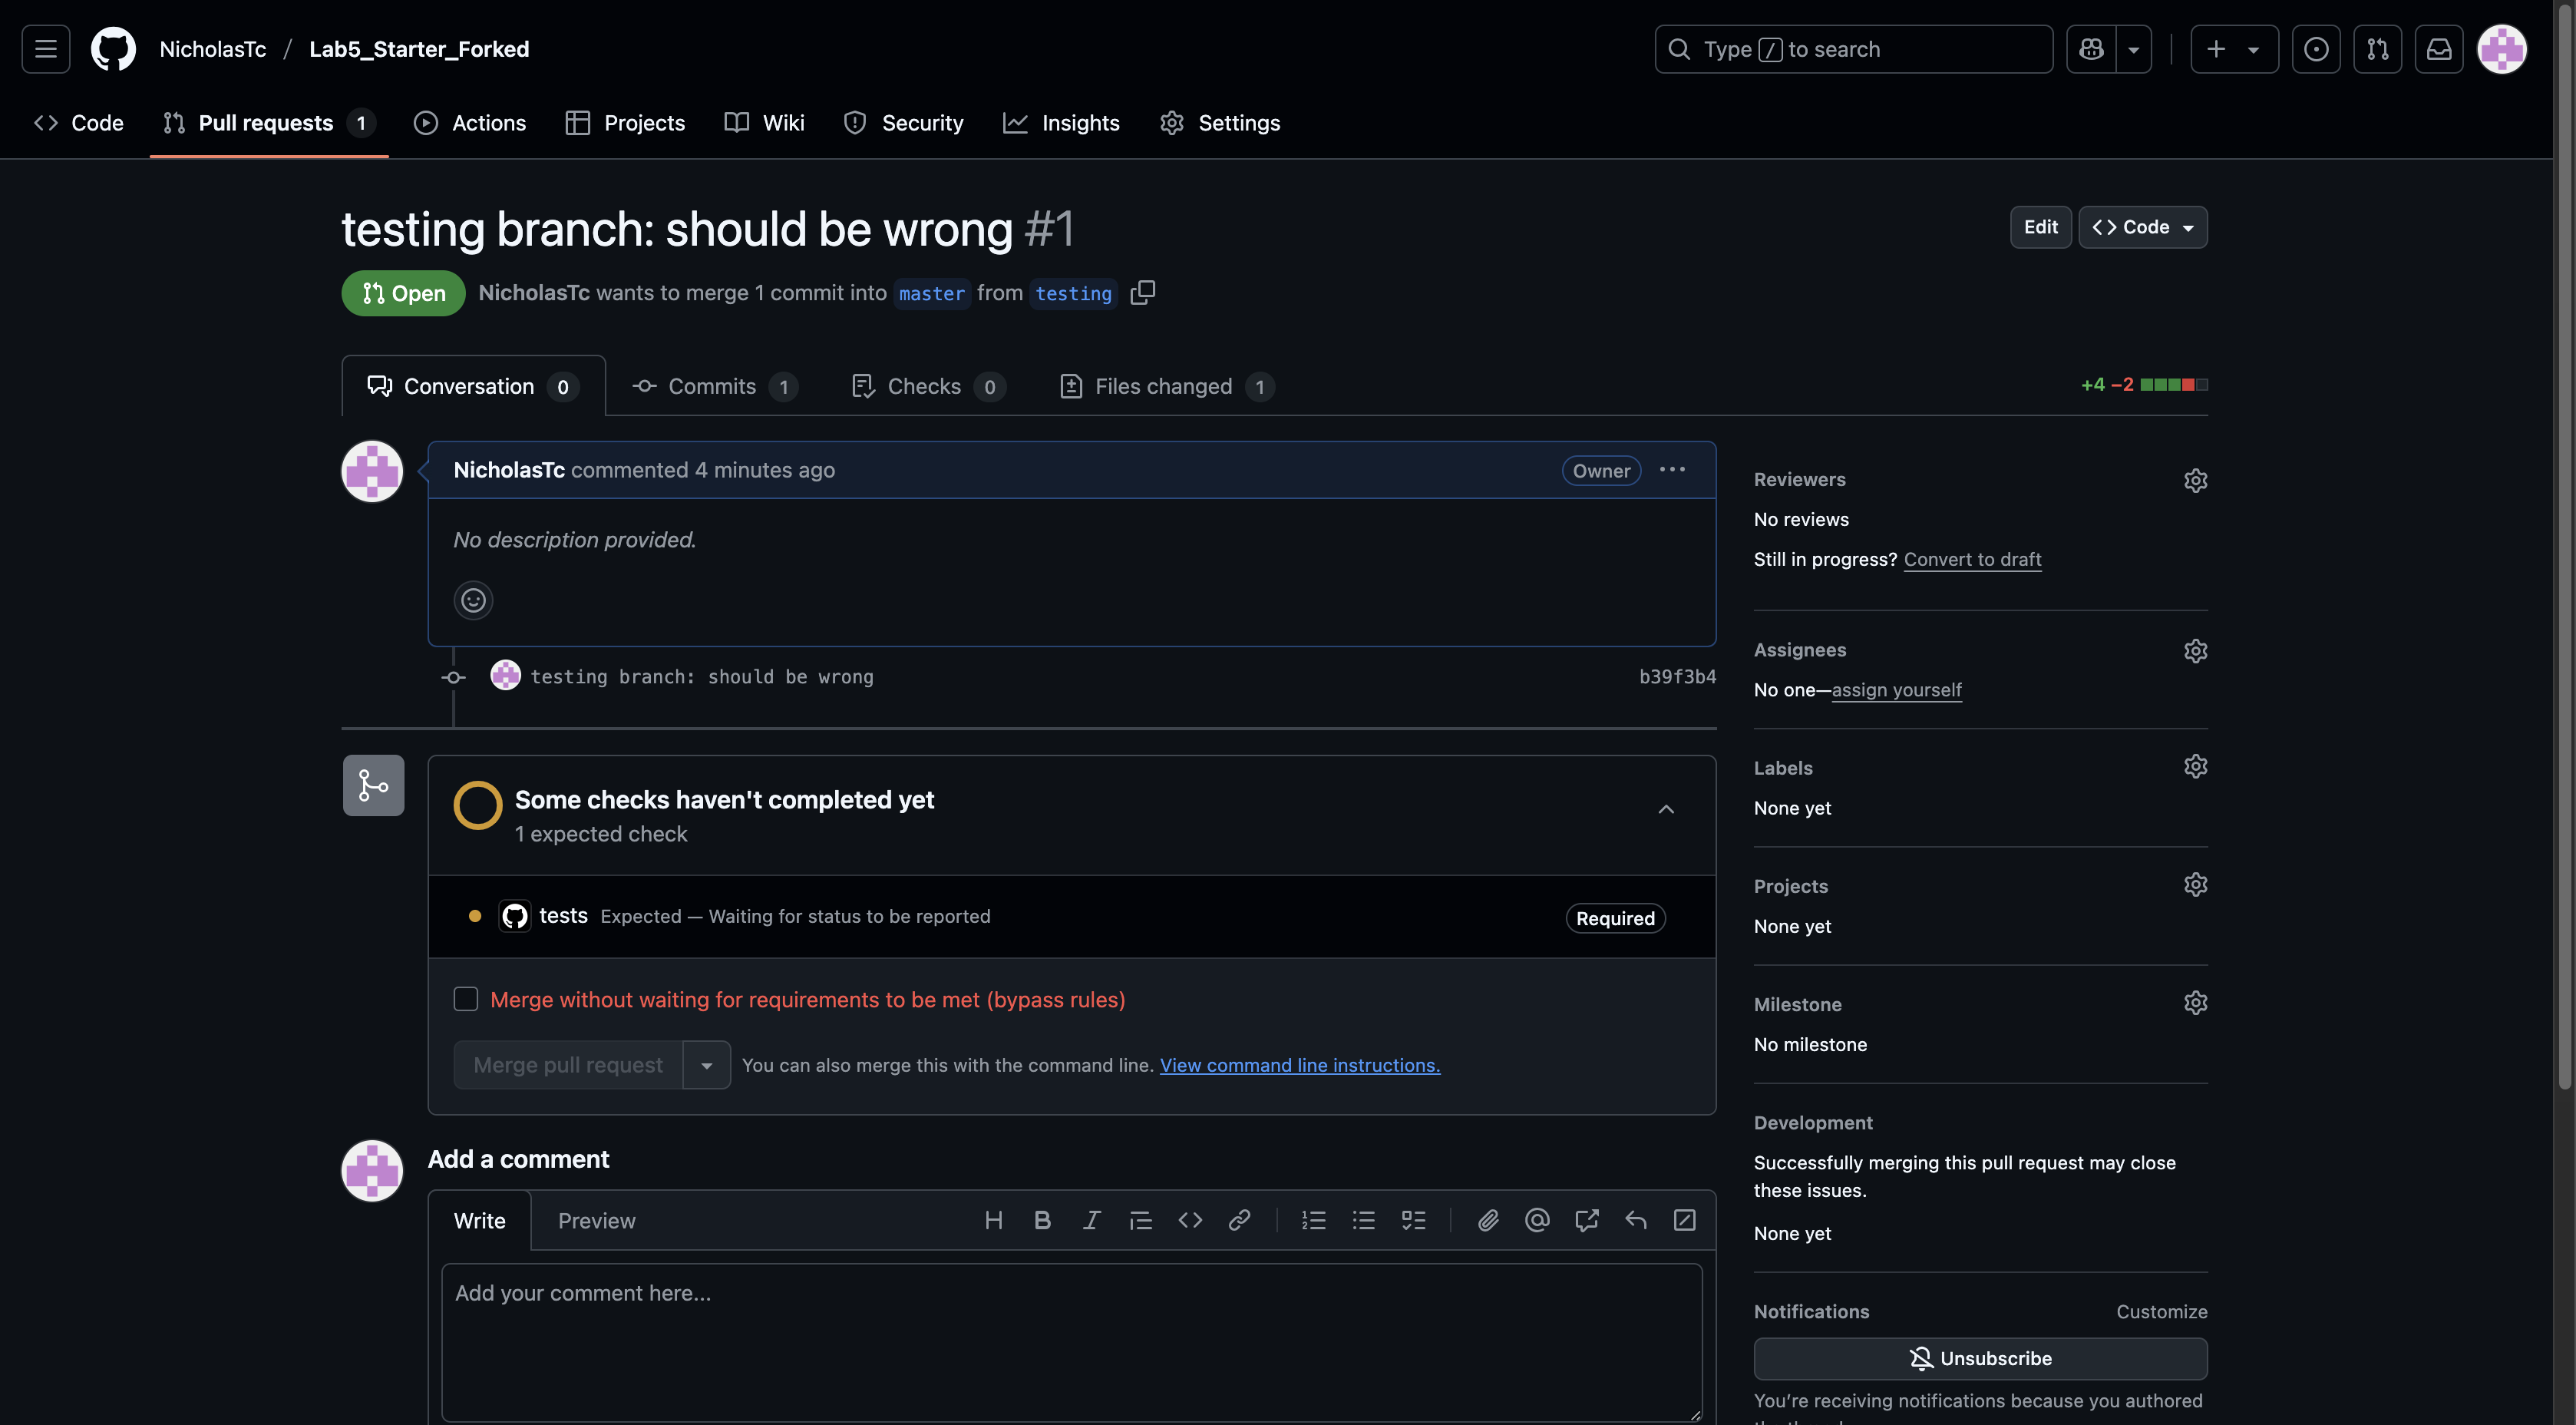 NicholasTc / Lab5_Starter_Forked
Type / to search
Code
Pull requests 1
Actions
Projects
Wiki
Security
Insights
Settings
testing branch: should be wrong #1
Edit
Code
Open
NicholasTc wants to merge 1 commit into master from testing
Conversation 0
Commits 1
Checks 0
Files changed 1
+4 −2
NicholasTc commented 4 minutes ago
Owner
No description provided.
testing branch: should be wrong
b39f3b4
Some checks haven't completed yet
1 expected check
tests Expected — Waiting for status to be reported
Required
Merge without waiting for requirements to be met (bypass rules)
Merge pull request
You can also merge this with the command line. View command line instructions.
Add a comment
Write
Preview
Add your comment here...
Reviewers
No reviews
Still in progress? Convert to draft
Assignees
No one—assign yourself
Labels
None yet
Projects
None yet
Milestone
No milestone
Development
Successfully merging this pull request may close
these issues.
None yet
Notifications
Customize
Unsubscribe
You're receiving notifications because you authored